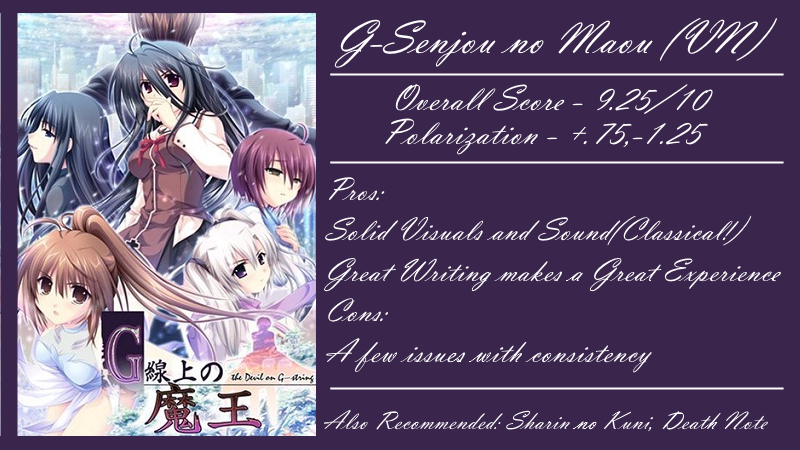 G-Senjou no Maou (VN)
Overall Score - 9.25/10
Polarization - +.75,-1.25
Pros:
Solid Visuals and Sound(Classical!)
Great Writing makes a Great Experience
Cons:
A few issues with consistency
Also Recommended: Sharin no Kuni, Death Note
G線上の
the Devil on G-string
魔王